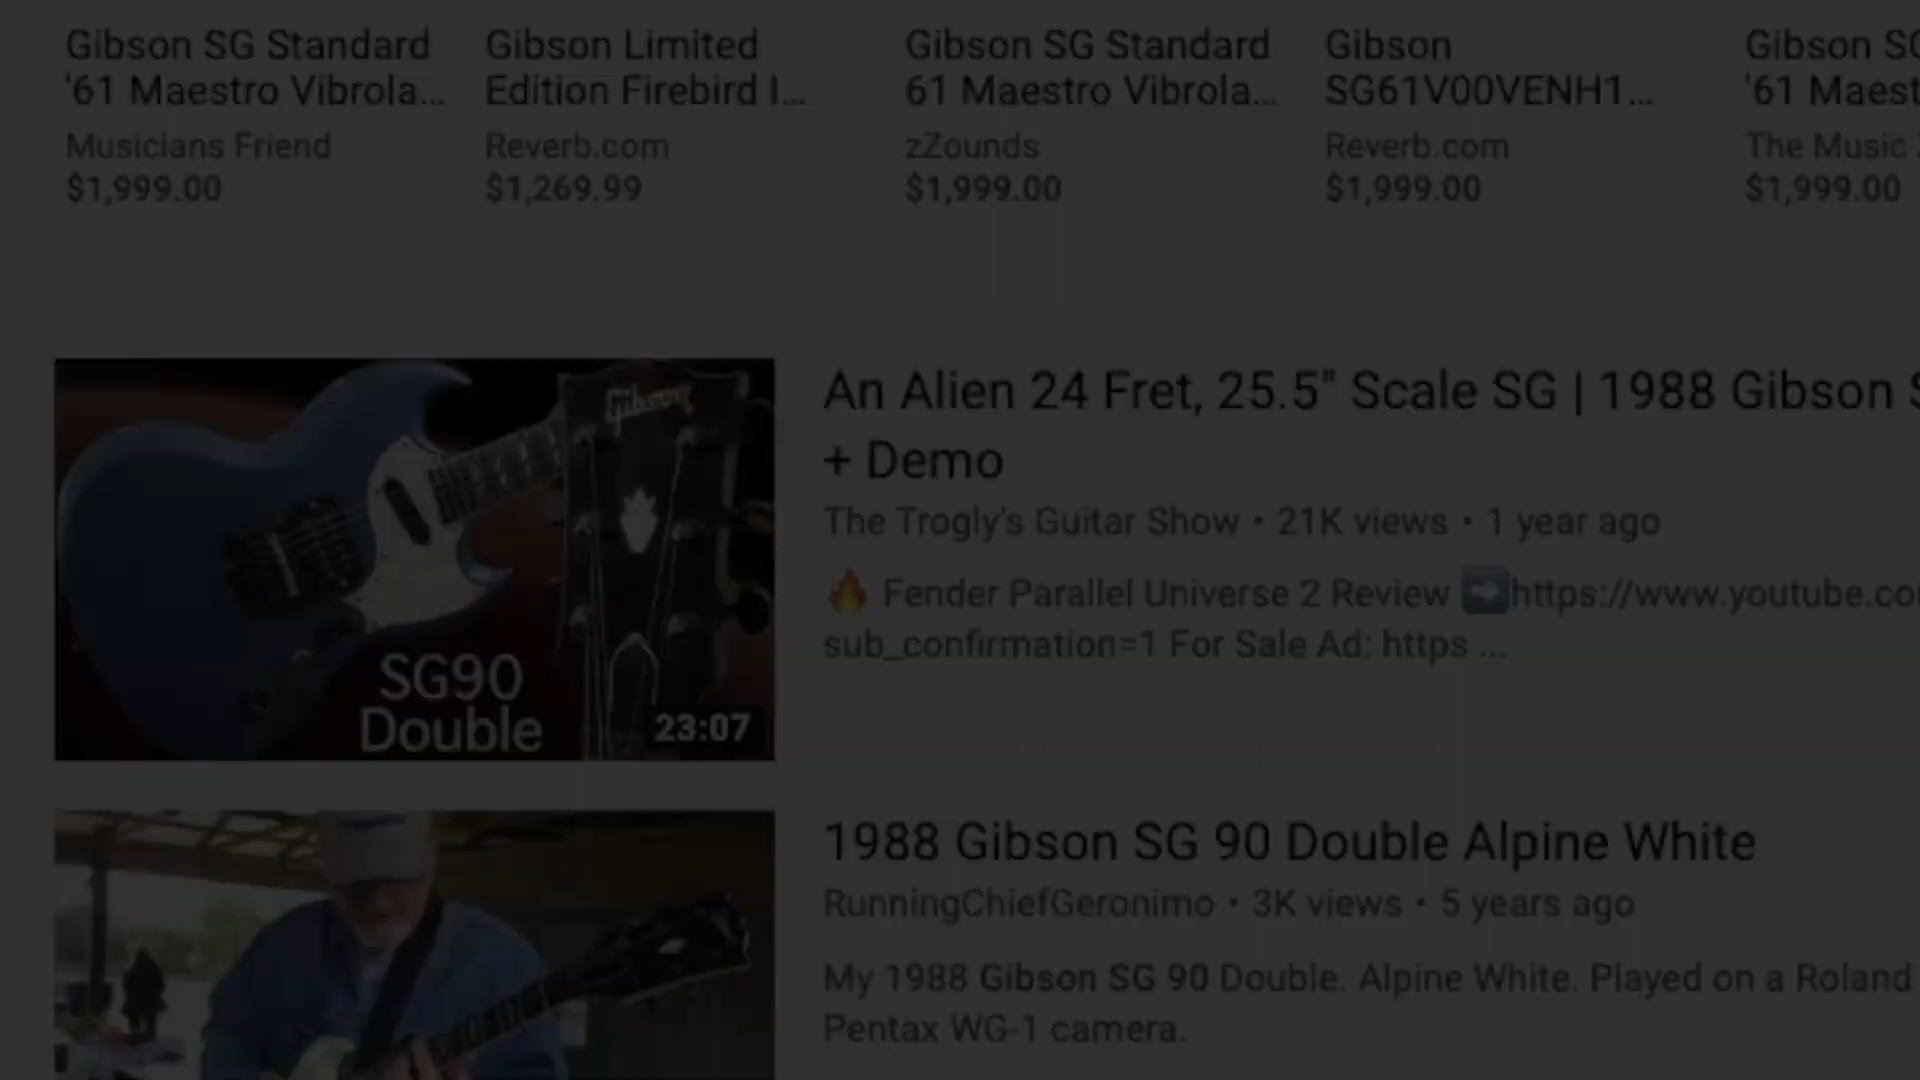 Gibson SG Standard
'61 Maestro Vibrola...
Musicians Friend
$1,999.00
Gibson Limited
Edition Firebird I...
Reverb.com
$1,269.99
Gibson SG Standard
61 Maestro Vibrola...
zZounds
$1,999.00
Gibson
SG61V00VENH1...
Reverb.com
$1,999.00
Gibson SG
'61 Maest
The Music
$1,999.00
Gibson
SG90
Double
23:07
An Alien 24 Fret, 25.5" Scale SG | 1988 Gibson S
+ Demo
The Trogly's Guitar Show • 21K views • 1 year ago
🔥 Fender Parallel Universe 2 Review ➡️https://www.youtube.co
sub_confirmation=1 For Sale Ad: https ...
1988 Gibson SG 90 Double Alpine White
RunningChiefGeronimo • 3K views • 5 years ago
My 1988 Gibson SG 90 Double. Alpine White. Played on a Roland
Pentax WG-1 camera.